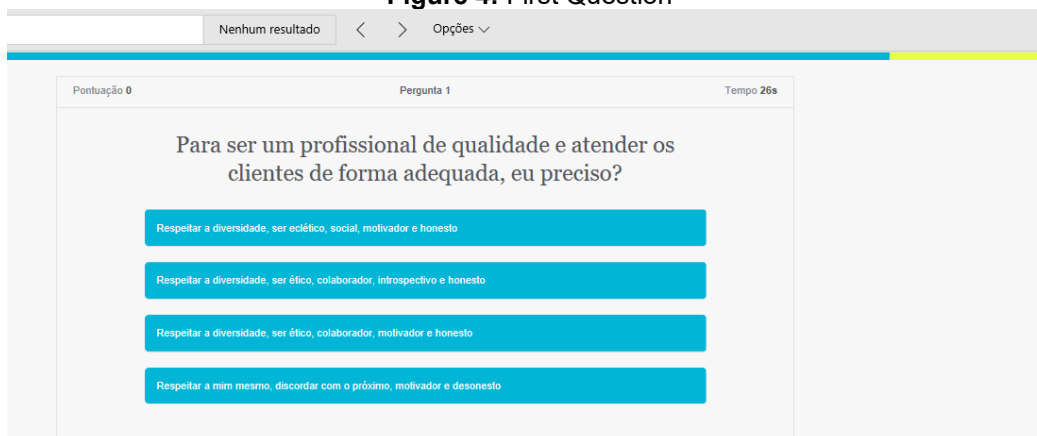 Figure 4. First Question
Nenhum resultado < > Opções
Pontuação 0 Pergunta 1 Tempo 26s
Para ser um profissional de qualidade e atender os
clientes de forma adequada, eu preciso?
Respeitar a diversidade, ser eclético, social, motivador e honesto
Respeitar a diversidade, ser ético, colaborador, introspectivo e honesto
Respeitar a diversidade, ser ético, colaborador, motivador e honesto
Respeitar a mim mesmo, discordar com o próximo, motivador e desonesto